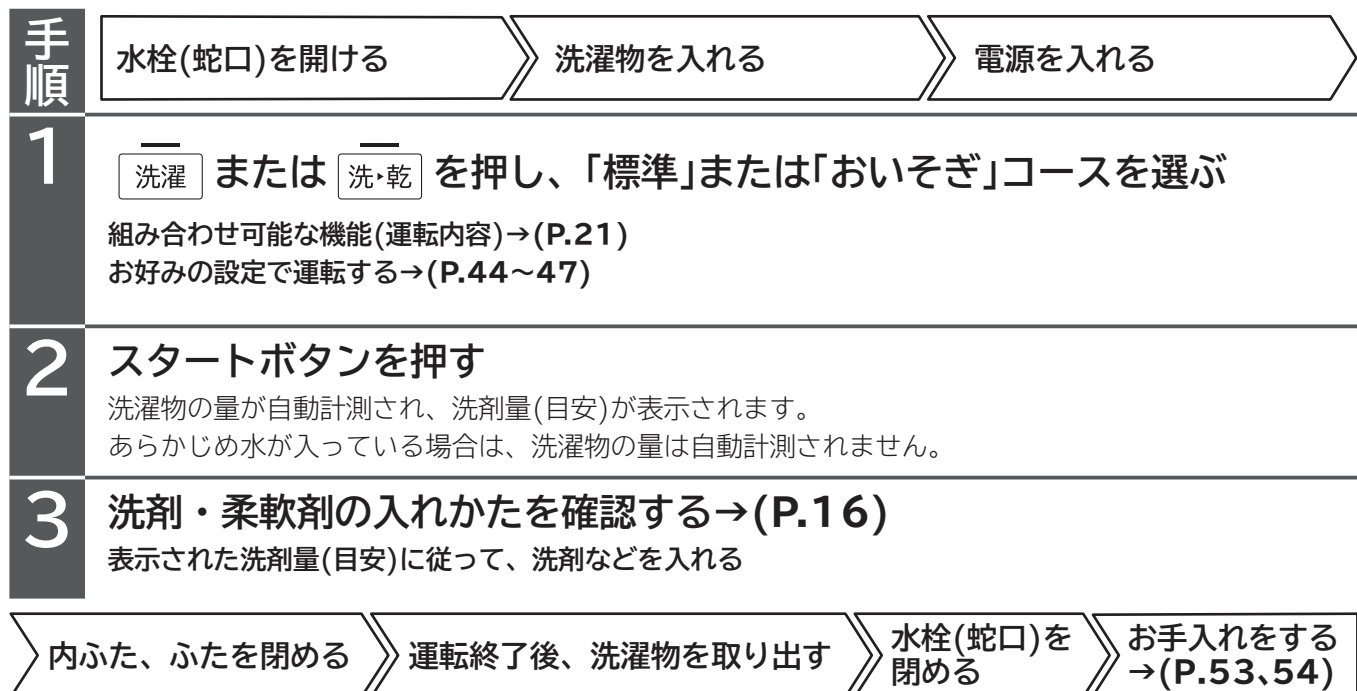 手順
水栓(蛇口)を開ける
洗濯物を入れる
電源を入れる
1
洗濯 または 洗・乾 を押し、「標準」または「おいそぎ」コースを選ぶ
組み合わせ可能な機能(運転内容)→(P.21)
お好みの設定で運転する→(P.44～47)
2
スタートボタンを押す
洗濯物の量が自動計測され、洗剤量(目安)が表示されます。
あらかじめ水が入っている場合は、洗濯物の量は自動計測されません。
3
洗剤・柔軟剤の入れかたを確認する→(P.16)
表示された洗剤量(目安)に従って、洗剤などを入れる
内ふた、ふたを閉める
運転終了後、洗濯物を取り出す
水栓(蛇口)を
閉める
お手入れをする
→(P.53、54)